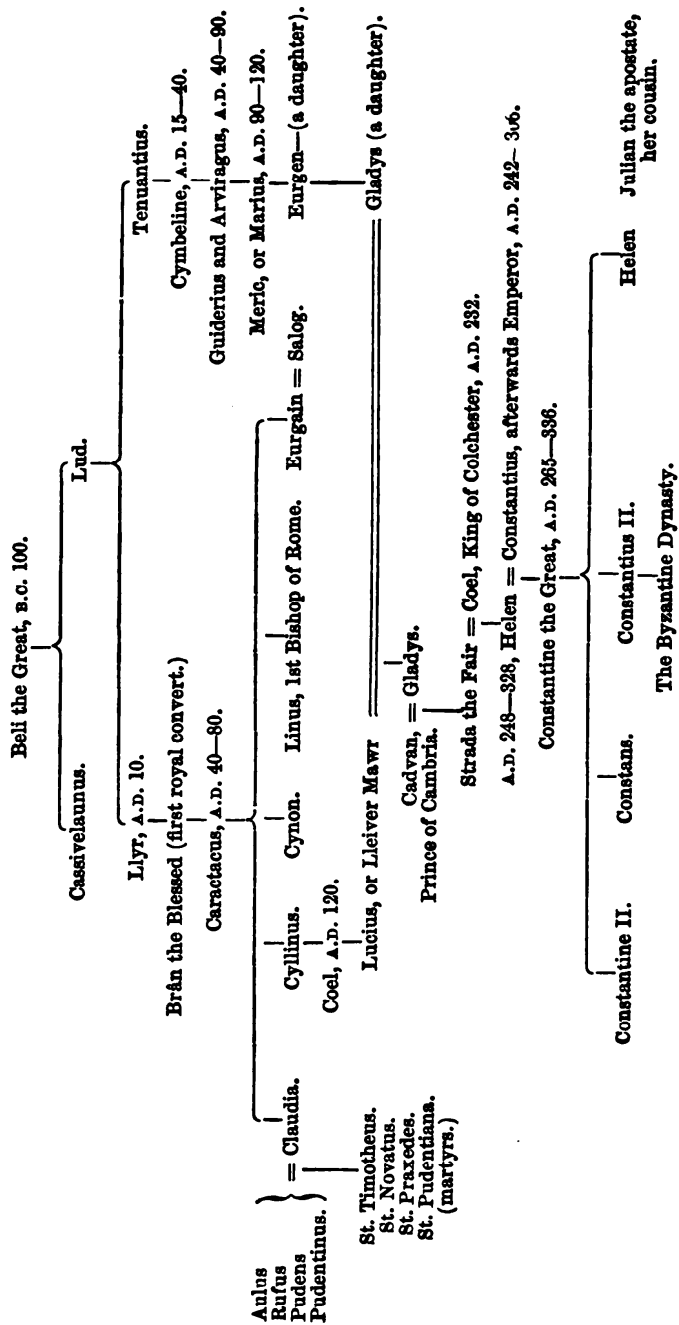 Beli the Great, B.C. 100.
Cassivelaunus. Lud.
Llyr, A.D. 10. Tenuantius.
Brân the Blessed (first royal convert.) Cymbeline, A.D. 15—40.
Caractacus, A.D. 40—80. Guiderius and Arviragus, A.D. 40—90.
Meric, or Marius, A.D. 90—120.
Aulus
Rufus
Pudens
Pudentinus.
= Claudia. Cyllinus. Cynon. Linus, 1st Bishop of Rome. Eurgain = Salog. Eurgen—(a daughter).
Coel, A.D. 120.
St. Timotheus.
St. Novatus.
St. Praxedes.
St. Pudentiana.
(martyrs.)
Lucius, or Lleiver Mawr Gladys (a daughter).
Cadvan, = Gladys.
Prince of Cambria.
Strada the Fair = Coel, King of Colchester, A.D. 232.
A.D. 248—328, Helen = Constantius, afterwards Emperor, A.D. 242—306.
Constantine the Great, A.D. 265—336.
Constantine II. Constans. Constantius II. Helen Julian the apostate,
her cousin.
The Byzantine Dynasty.